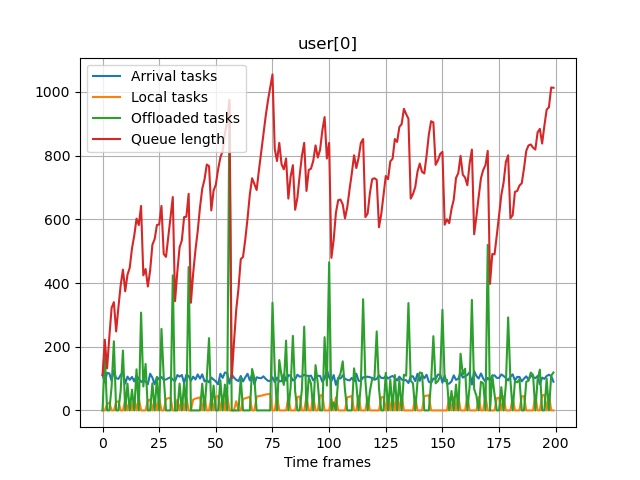 user[0]
Arrival tasks
Local tasks
Offloaded tasks
Queue length
1000
800
600
400
200
0
0 25 50 75 100 125 150 175 200
Time frames